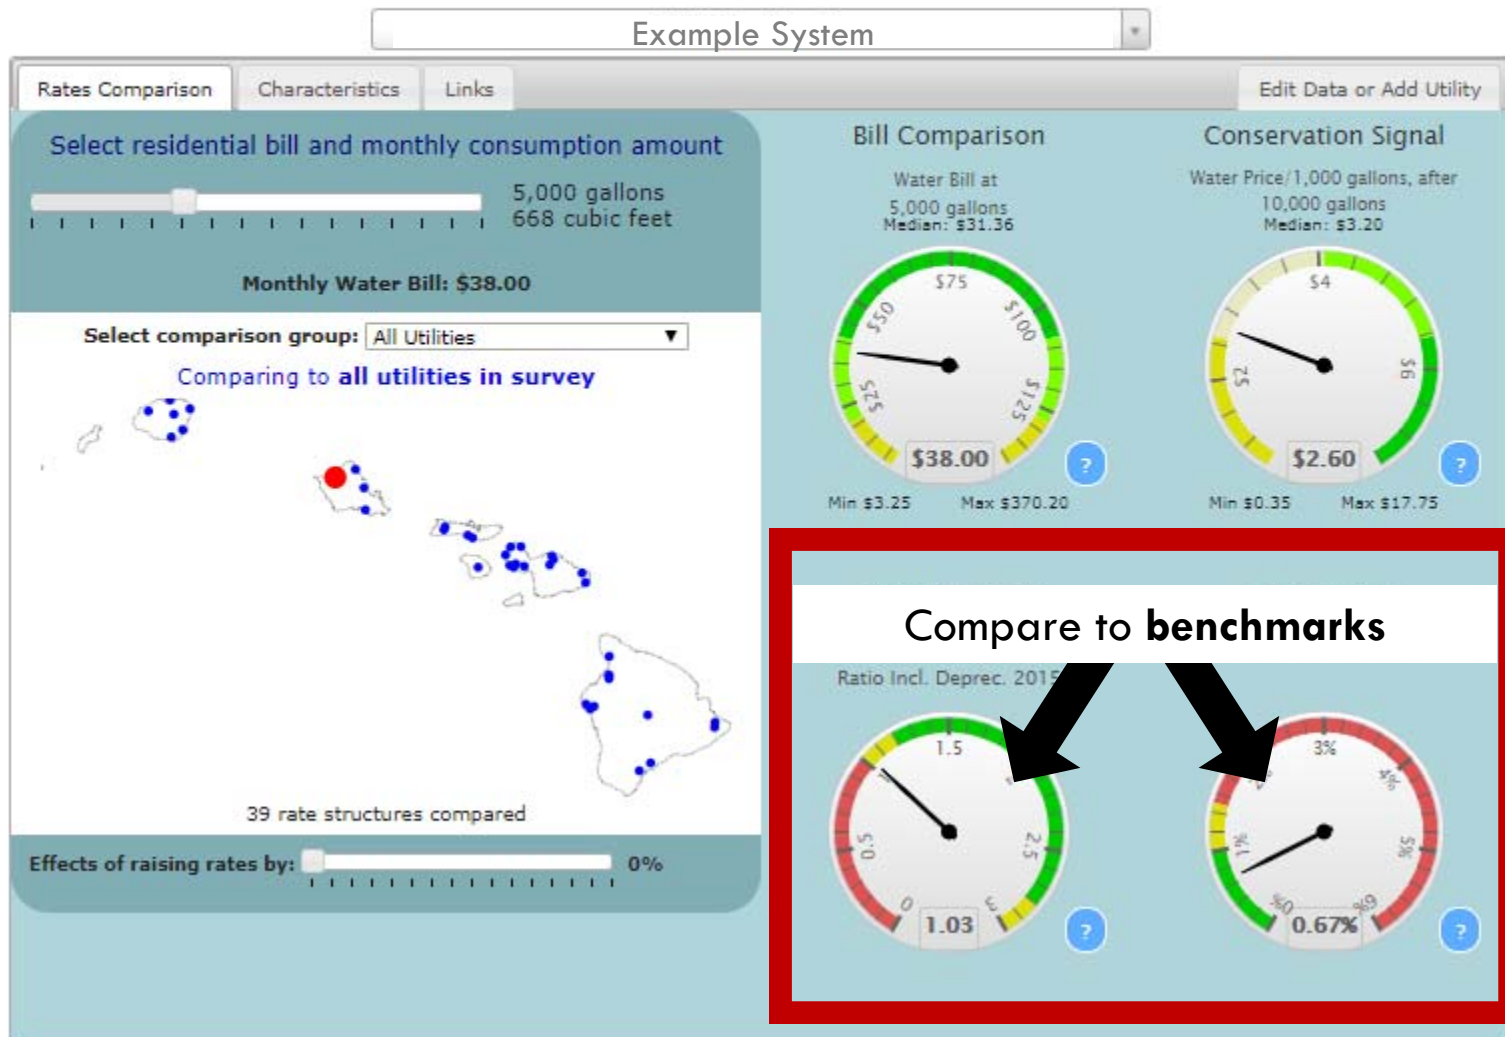 Example System
Rates Comparison
Characteristics
Links
Edit Data or Add Utility
Select residential bill and monthly consumption amount
5,000 gallons
668 cubic feet
Monthly Water Bill: $38.00
Select comparison group: All Utilities
Comparing to all utilities in survey
39 rate structures compared
Effects of raising rates by: 0%
Bill Comparison
Water Bill at
5,000 gallons
Median: $31.36
$25
$50
$75
$100
$125
$38.00
?
Min $3.25 Max $370.20
Conservation Signal
Water Price/1,000 gallons, after
10,000 gallons
Median: $3.20
$2
$4
$6
$2.60
?
Min $0.35 Max $17.75
Compare to benchmarks
Ratio Incl. Deprec. 2015
0
0.5
1
1.5
2.5
3
1.03
?
0%
1%
3%
4%
5%
6%
0.67%
?